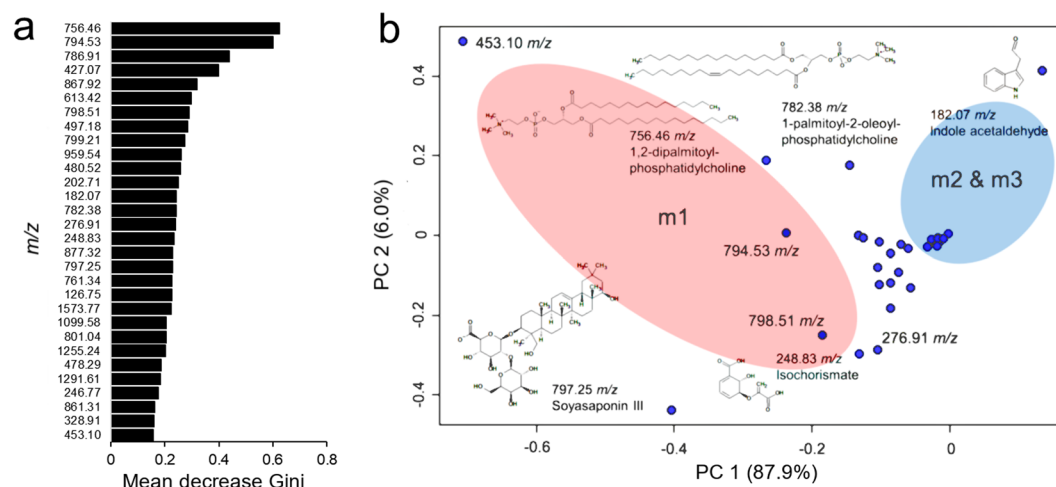 a
756.46
794.53
786.91
427.07
867.92
613.42
798.51
497.18
799.21
959.54
480.52
202.71
182.07
782.38
276.91
248.83
877.32
797.25
761.34
126.75
1573.77
1099.58
801.04
1255.24
478.29
1291.61
246.77
861.31
328.91
453.10
m/z
0
0.2
0.4
0.6
0.8
Mean decrease Gini
b
453.10 m/z
782.38 m/z
1-palmitoyl-2-oleoyl-
phosphatidylcholine
182.07 m/z
Indole acetaldehyde
756.46 m/z
1,2-dipalmitoyl-
phosphatidylcholine
m2 & m3
m1
794.53 m/z
798.51 m/z
276.91 m/z
248.83 m/z
Isochorismate
797.25 m/z
Soyasaponin III
0.4
0.2
0
-0.2
-0.4
PC 2 (6.0%)
-0.6
-0.4
-0.2
0
PC 1 (87.9%)